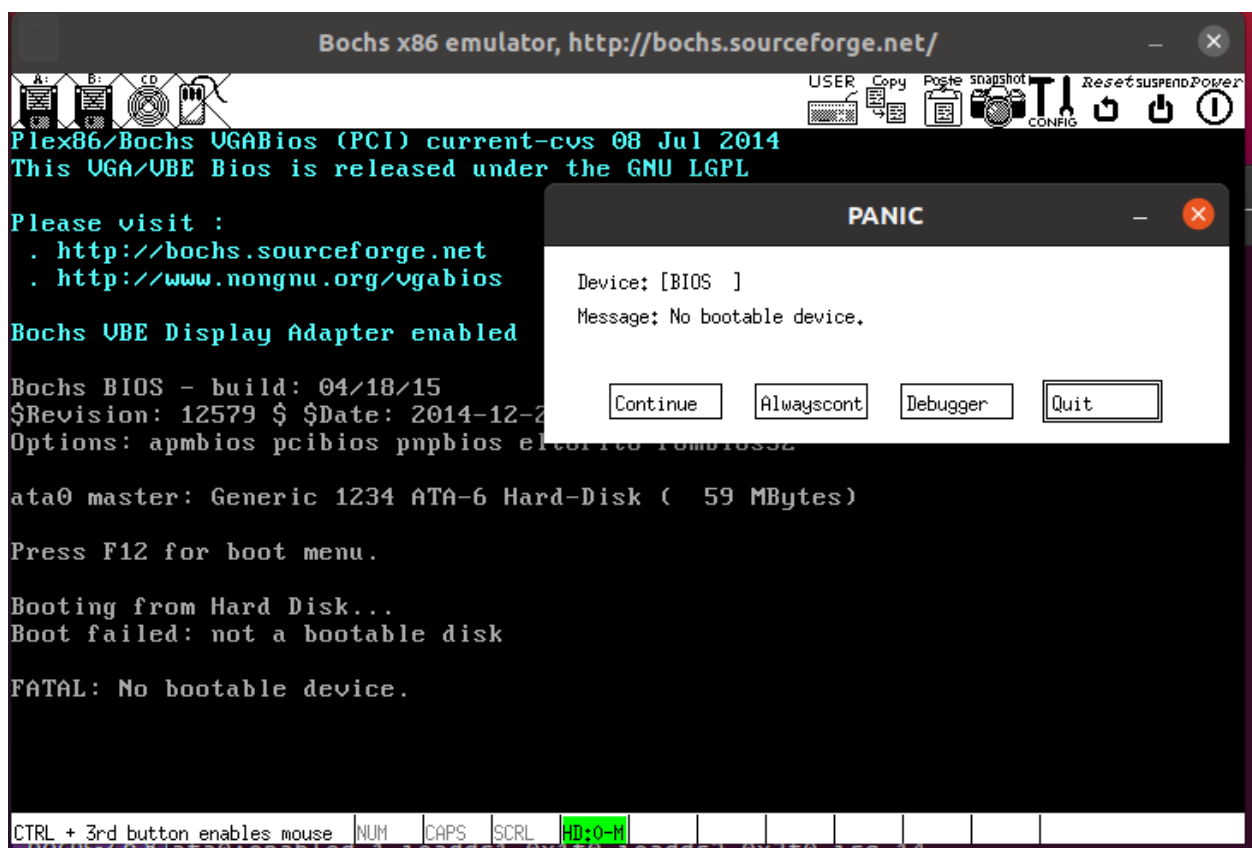 Bochs x86 emulator, http://bochs.sourceforge.net/
A: B: CD USER Copy Poste snapshot CONFIG Reset SUSPEND Power
Plex86/Bochs VGABios (PCI) current-cvs 08 Jul 2014
This VGA/VBE Bios is released under the GNU LGPL
Please visit :
. http://bochs.sourceforge.net
. http://www.nongnu.org/vgabios
Bochs VBE Display Adapter enabled
Bochs BIOS - build: 04/18/15
$Revision: 12579 $ $Date: 2014-12-2
Options: apmbios pcibios pnpbios eltorito rombios32
ata0 master: Generic 1234 ATA-6 Hard-Disk (  59 MBytes)
Press F12 for boot menu.
Booting from Hard Disk...
Boot failed: not a bootable disk
FATAL: No bootable device.
PANIC
Device: [BIOS  ]
Message: No bootable device.
Continue Alwayscont Debugger Quit
CTRL + 3rd button enables mouse NUM CAPS SCRL HD:0-M